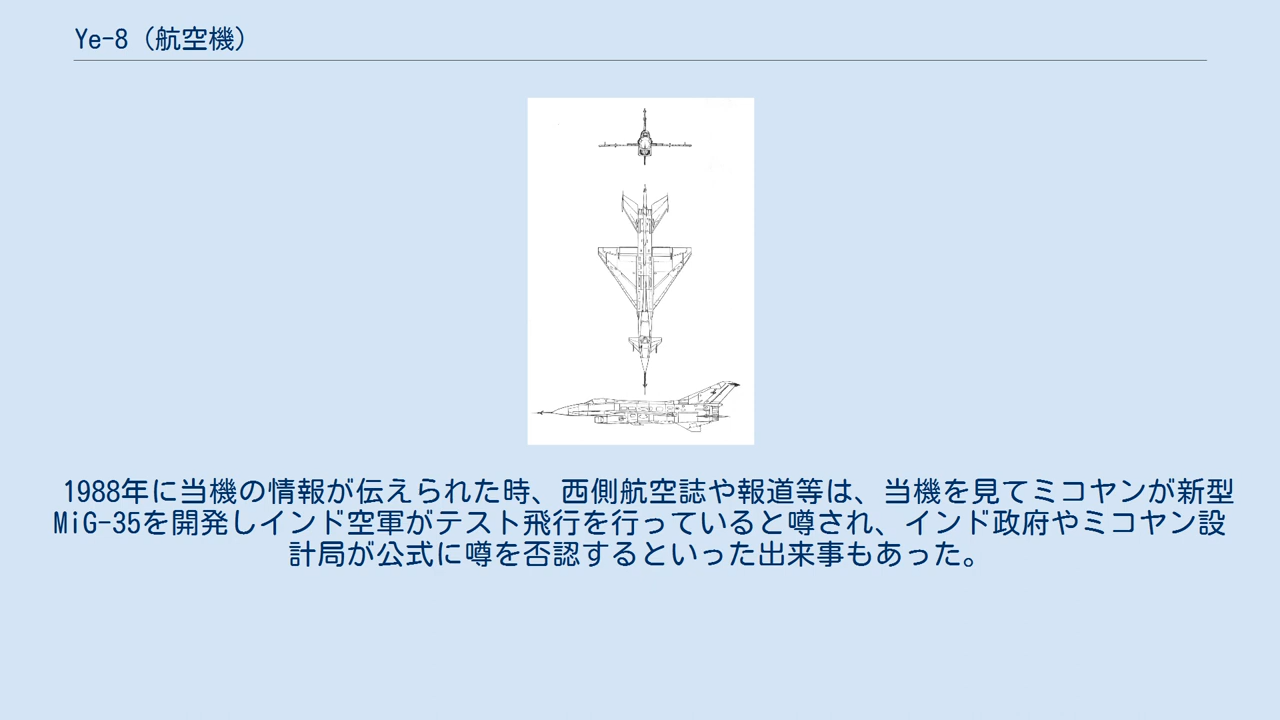 Ye-8（航空機）
1988年に当機の情報が伝えられた時、西側航空誌や報道等は、当機を見てミコヤンが新型
MiG-35を開発しインド空軍がテスト飛行を行っていると噂され、インド政府やミコヤン設
計局が公式に噂を否認するといった出来事もあった。